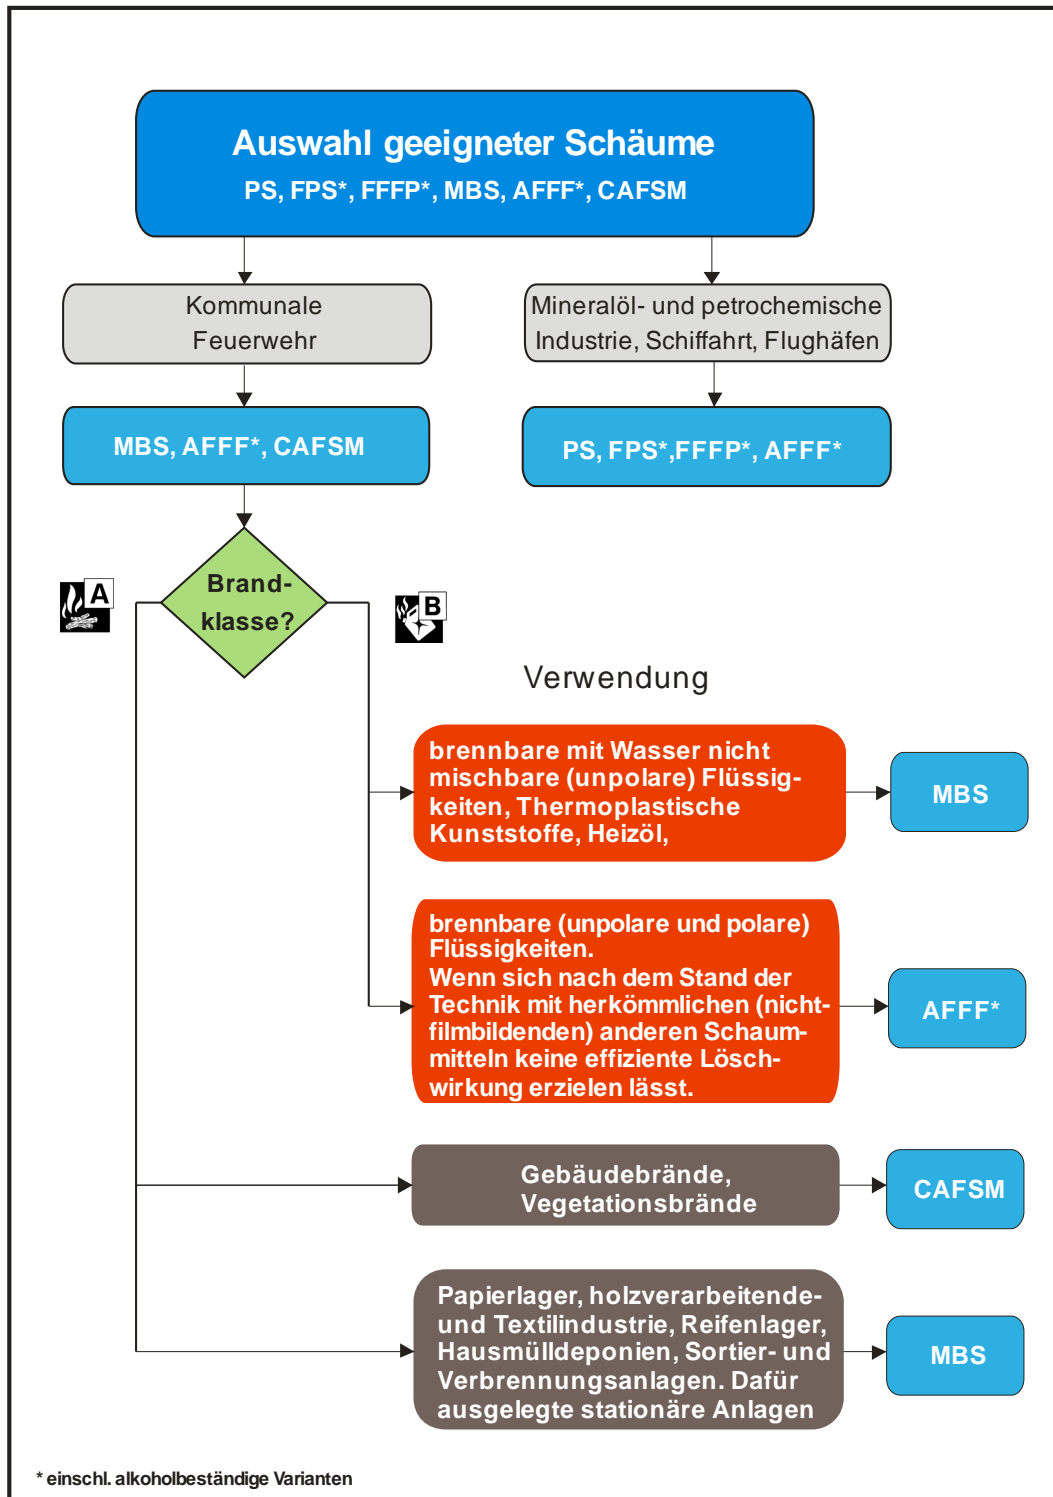 Auswahl geeigneter Schäume
PS, FPS*, FFFP*, MBS, AFFF*, CAFSM
Kommunale
Feuerwehr
Mineralöl- und petrochemische
Industrie, Schiffahrt, Flughäfen
MBS, AFFF*, CAFSM
PS, FPS*,FFFP*, AFFF*
Brand-
klasse?
A
B
Verwendung
brennbare mit Wasser nicht
mischbare (unpolare) Flüssig-
keiten, Thermoplastische
Kunststoffe, Heizöl,
MBS
brennbare (unpolare und polare)
Flüssigkeiten.
Wenn sich nach dem Stand der
Technik mit herkömmlichen (nicht-
filmbildenden) anderen Schaum-
mitteln keine effiziente Lösch-
wirkung erzielen lässt.
AFFF*
Gebäudebrände,
Vegetationsbrände
CAFSM
Papierlager, holzverarbeitende-
und Textilindustrie, Reifenlager,
Hausmülldeponien, Sortier- und
Verbrennungsanlagen. Dafür
ausgelegte stationäre Anlagen
MBS
* einschl. alkoholbeständige Varianten